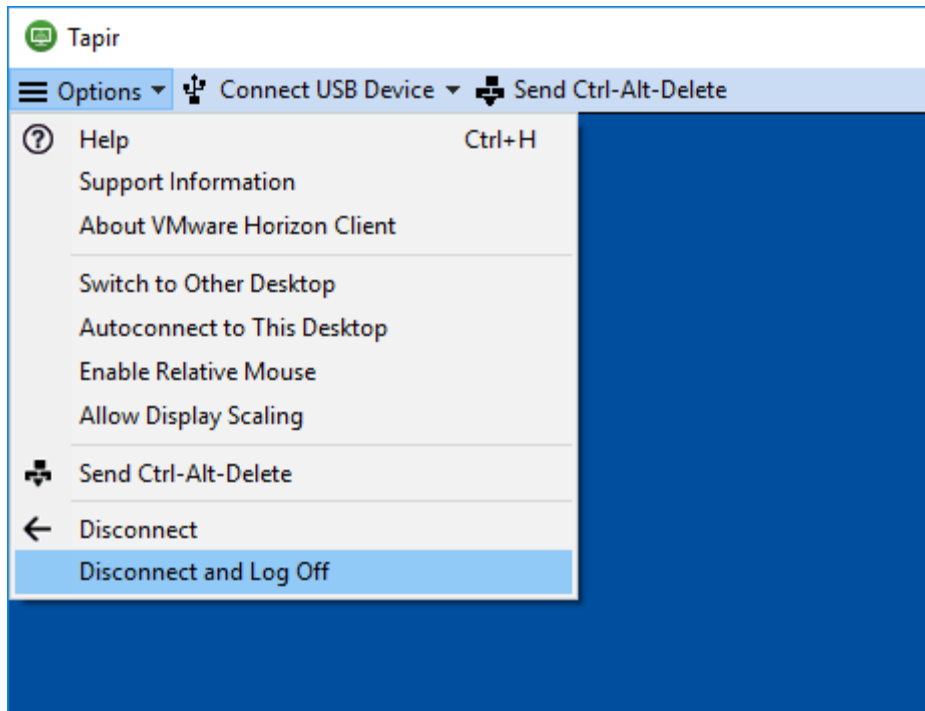 Tapir
Options Connect USB Device Send Ctrl-Alt-Delete
Help Ctrl+H
Support Information
About VMware Horizon Client
Switch to Other Desktop
Autoconnect to This Desktop
Enable Relative Mouse
Allow Display Scaling
Send Ctrl-Alt-Delete
Disconnect
Disconnect and Log Off